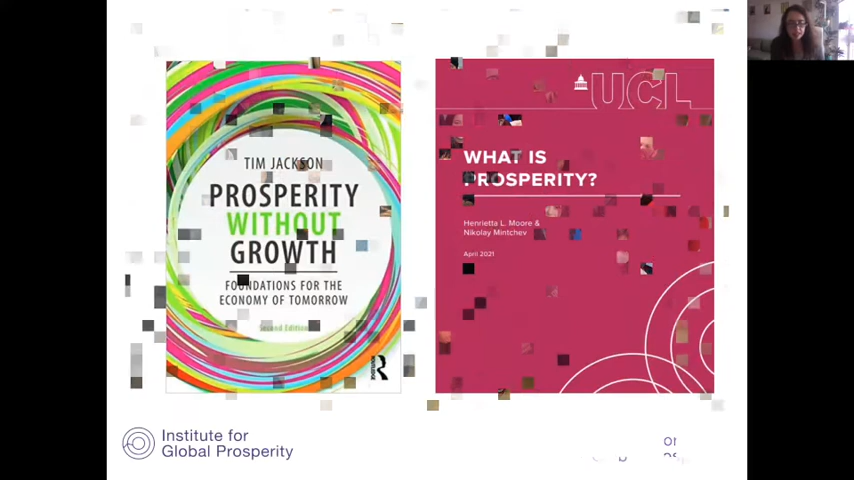 TIM JACKSON
PROSPERITY
WITHOUT
GROWTH
FOUNDATIONS FOR THE
ECONOMY OF TOMORROW
Second Edition
ROUTLEDGE
UCL
WHAT IS
PROSPERITY?
Henrietta L. Moore &
Nikolay Mintchev
April 2021
Institute for
Global Prosperity